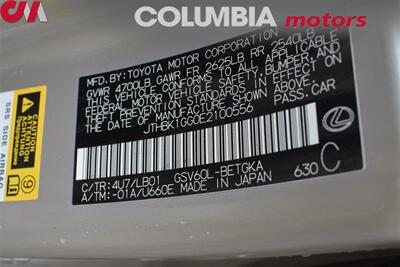 COLUMBIA motors
MFD. BY: TOYOTA MOTOR CORPORATION
GVWR 4700LB GAWR FR 2625LB RR 2540LB
THIS VEHICLE CONFORMS TO ALL APPLICABLE
FEDERAL MOTOR VEHICLE SAFETY, BUMPER, AND
THEFT PREVENTION STANDARDS IN EFFECT ON
THE DATE OF MANUFACTURE SHOWN ABOVE.
JTHBK1GG0E2100556 PASS-CAR
C/TR: 4U7/LB01 GSV60L-BETGKA
A/TM: -01A/U660E MADE IN JAPAN 630 C
SRS SIDE AIRBAG
ACHTUNG